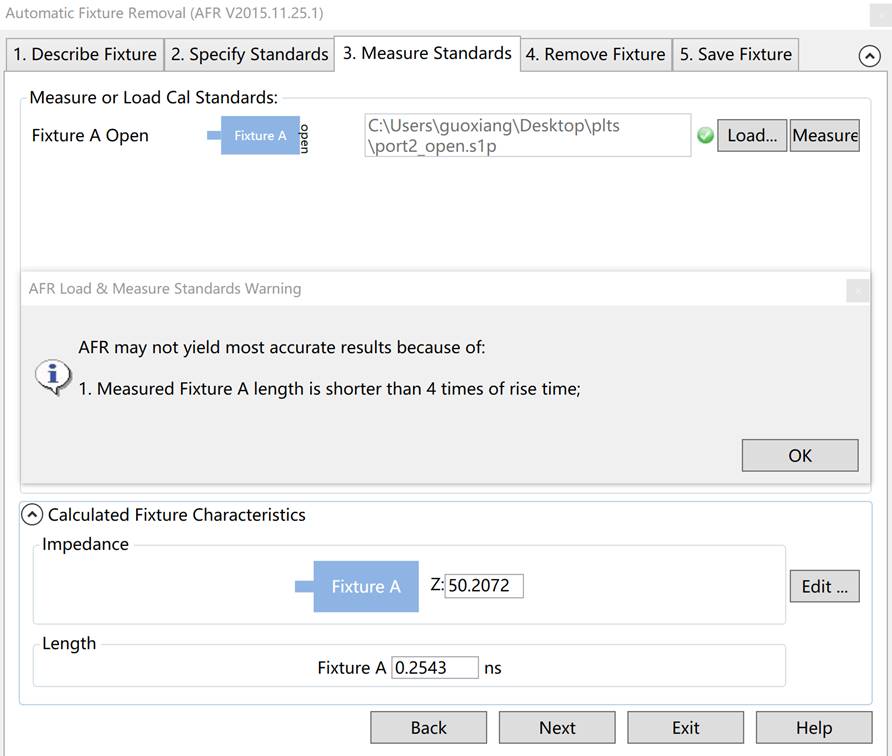 Automatic Fixture Removal (AFR V2015.11.25.1)
1. Describe Fixture 2. Specify Standards 3. Measure Standards 4. Remove Fixture 5. Save Fixture
Measure or Load Cal Standards:
Fixture A Open Fixture A open C:\Users\guoxiang\Desktop\plts
\port2_open.s1p Load... Measure
AFR Load & Measure Standards Warning
AFR may not yield most accurate results because of:
1. Measured Fixture A length is shorter than 4 times of rise time;
OK
Calculated Fixture Characteristics
Impedance
Fixture A Z: 50.2072 Edit ...
Length
Fixture A 0.2543 ns
Back Next Exit Help